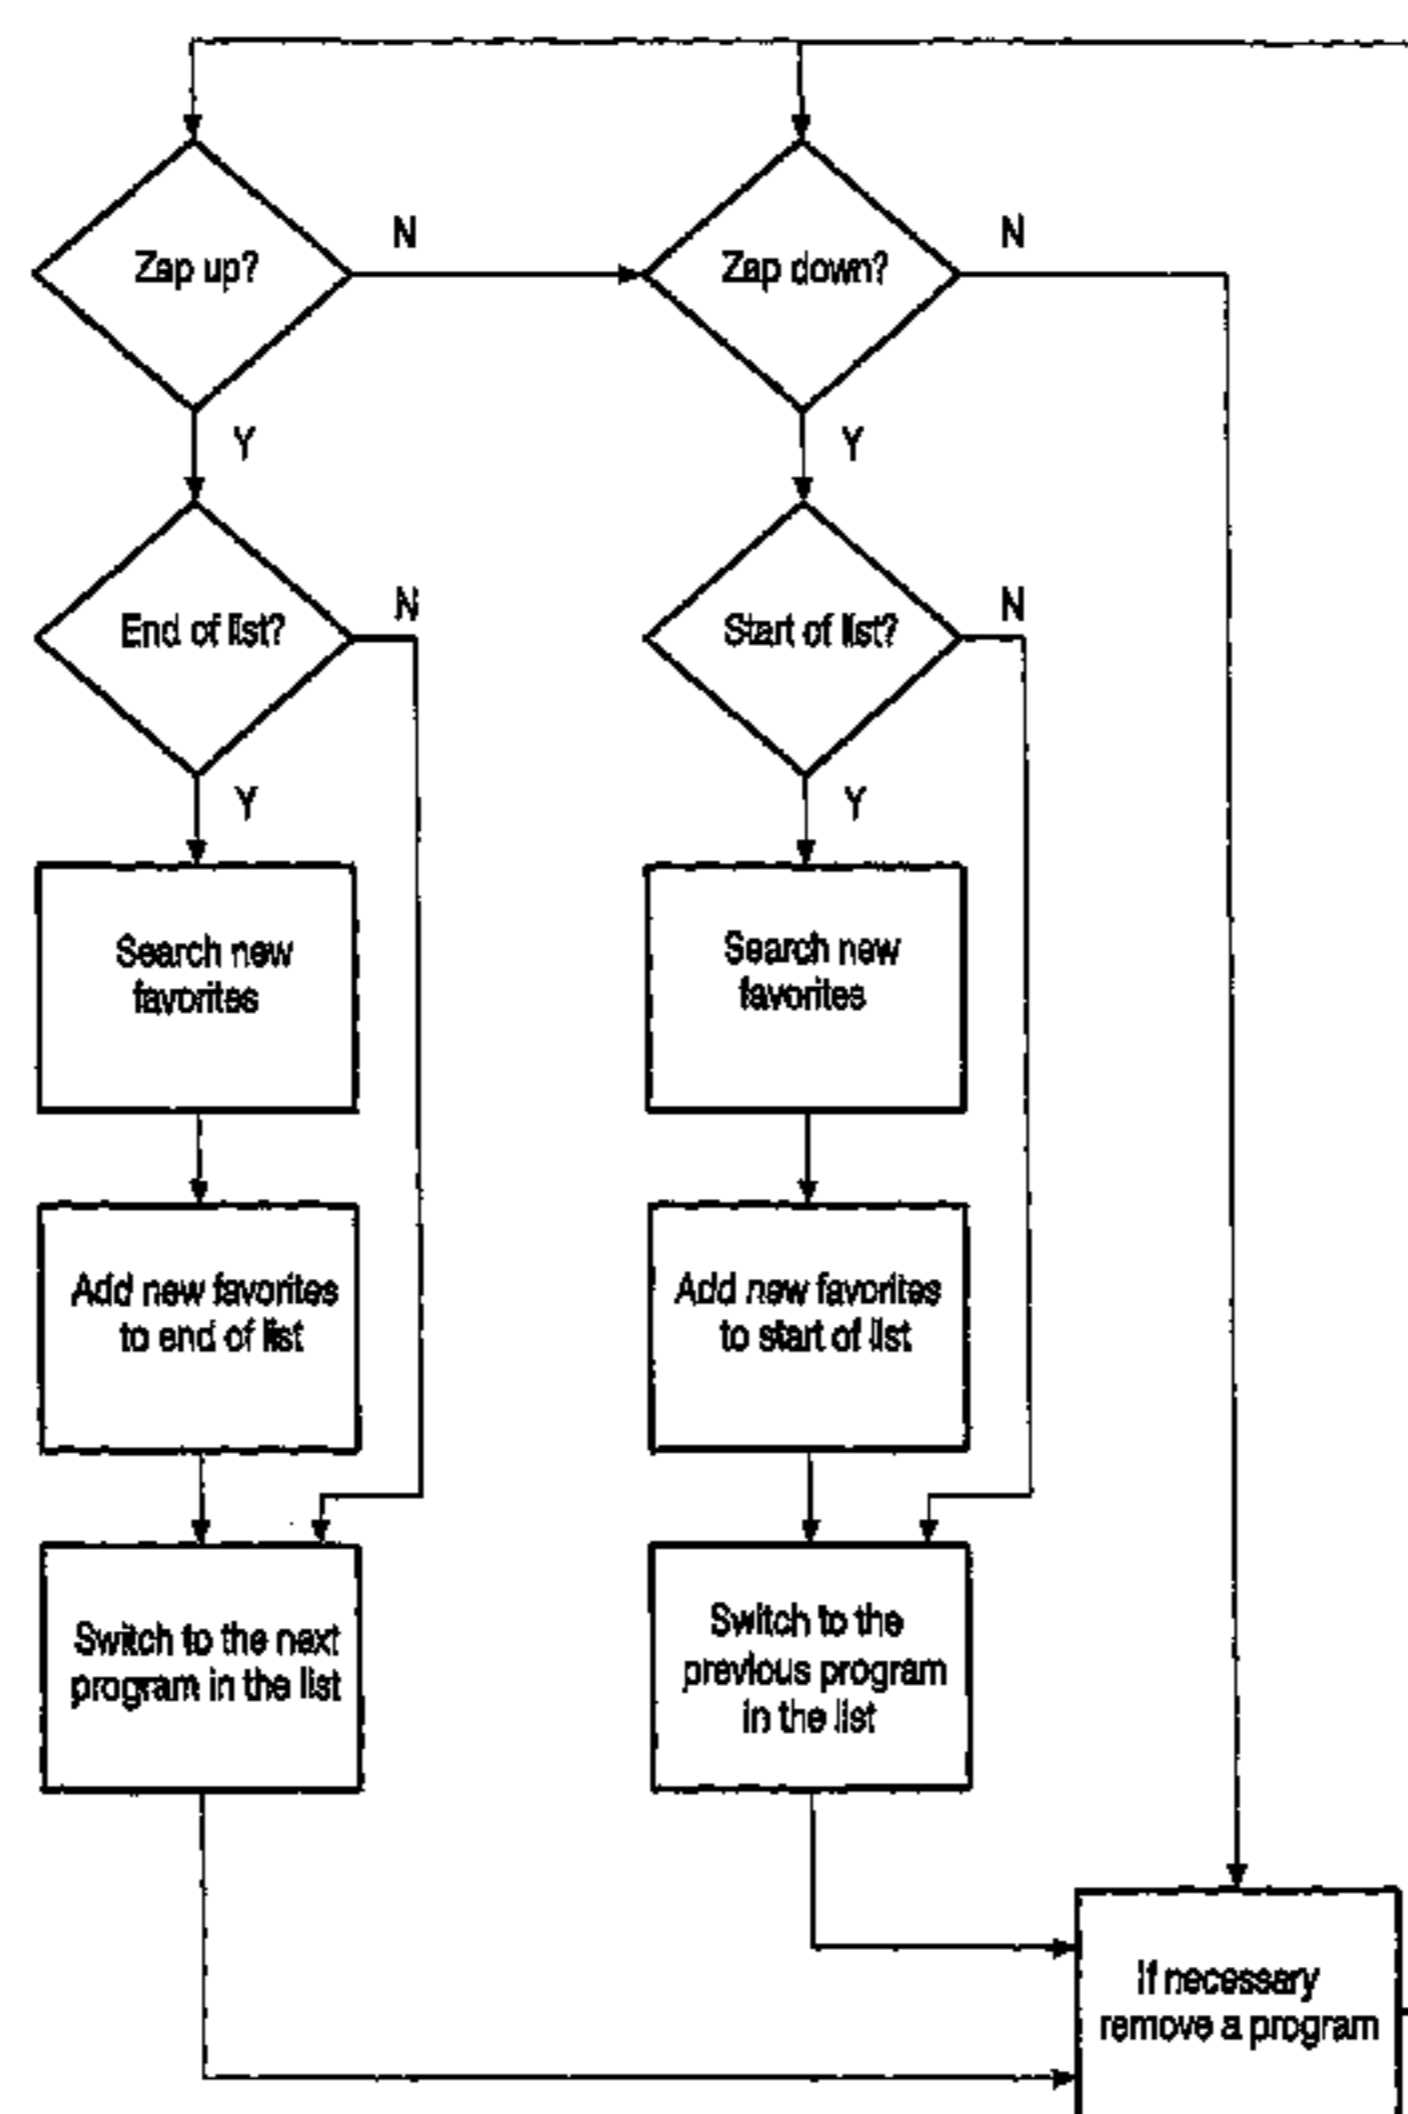 Zap up?
N
Zap down?
N
Y
Y
End of list?
N
Start of list?
N
Y
Y
Search new
favorites
Search new
favorites
Add new favorites
to end of list
Add new favorites
to start of list
Switch to the next
program in the list
Switch to the
previous program
in the list
If necessary
remove a program